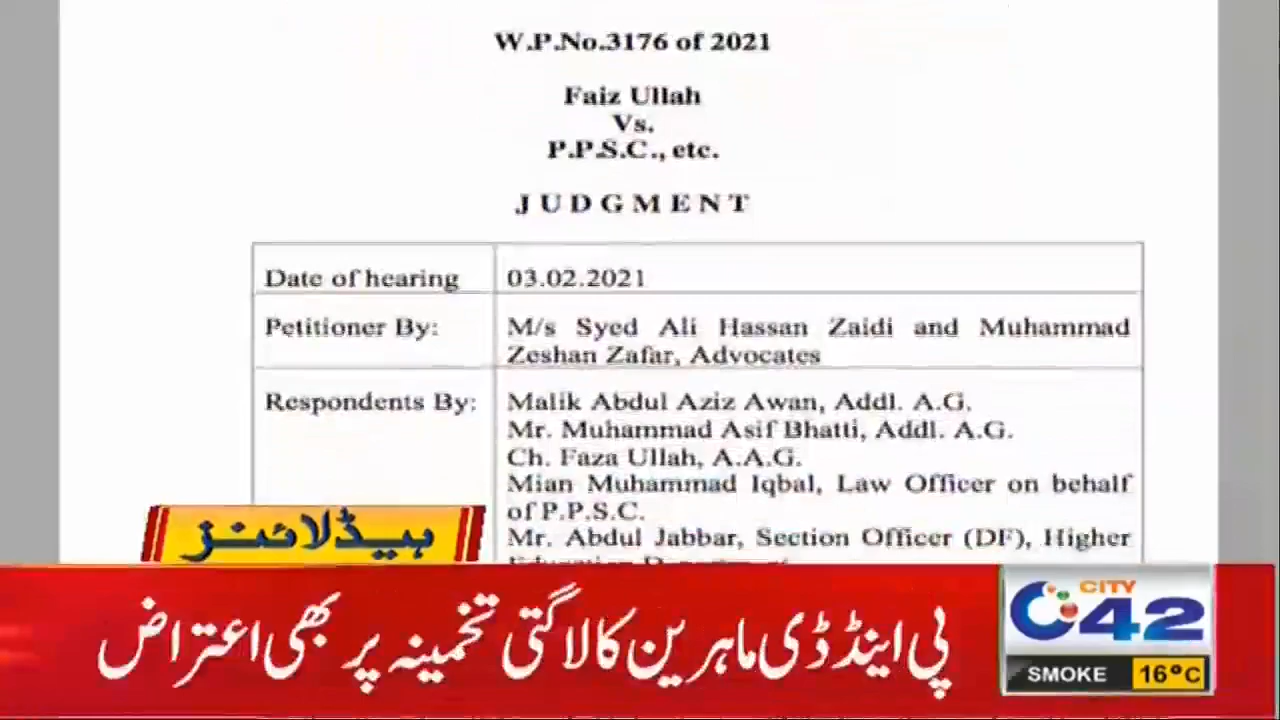 W.P.No.3176 of 2021
Faiz Ullah
Vs.
P.P.S.C., etc.
JUDGMENT
Date of hearing 03.02.2021
Petitioner By: M/s Syed Ali Hassan Zaidi and Muhammad
Zeshan Zafar, Advocates
Respondents By: Malik Abdul Aziz Awan, Addl. A.G.
Mr. Muhammad Asif Bhatti, Addl. A.G.
Ch. Faza Ullah, A.A.G.
Mian Muhammad Iqbal, Law Officer on behalf
of P.P.S.C.
Mr. Abdul Jabbar, Section Officer (DF), Higher
ہیڈلائنز
پی اینڈ ڈی ماہرین کا لاگتی تخمینہ پر بھی اعتراض
CITY
42
SMOKE 16°C